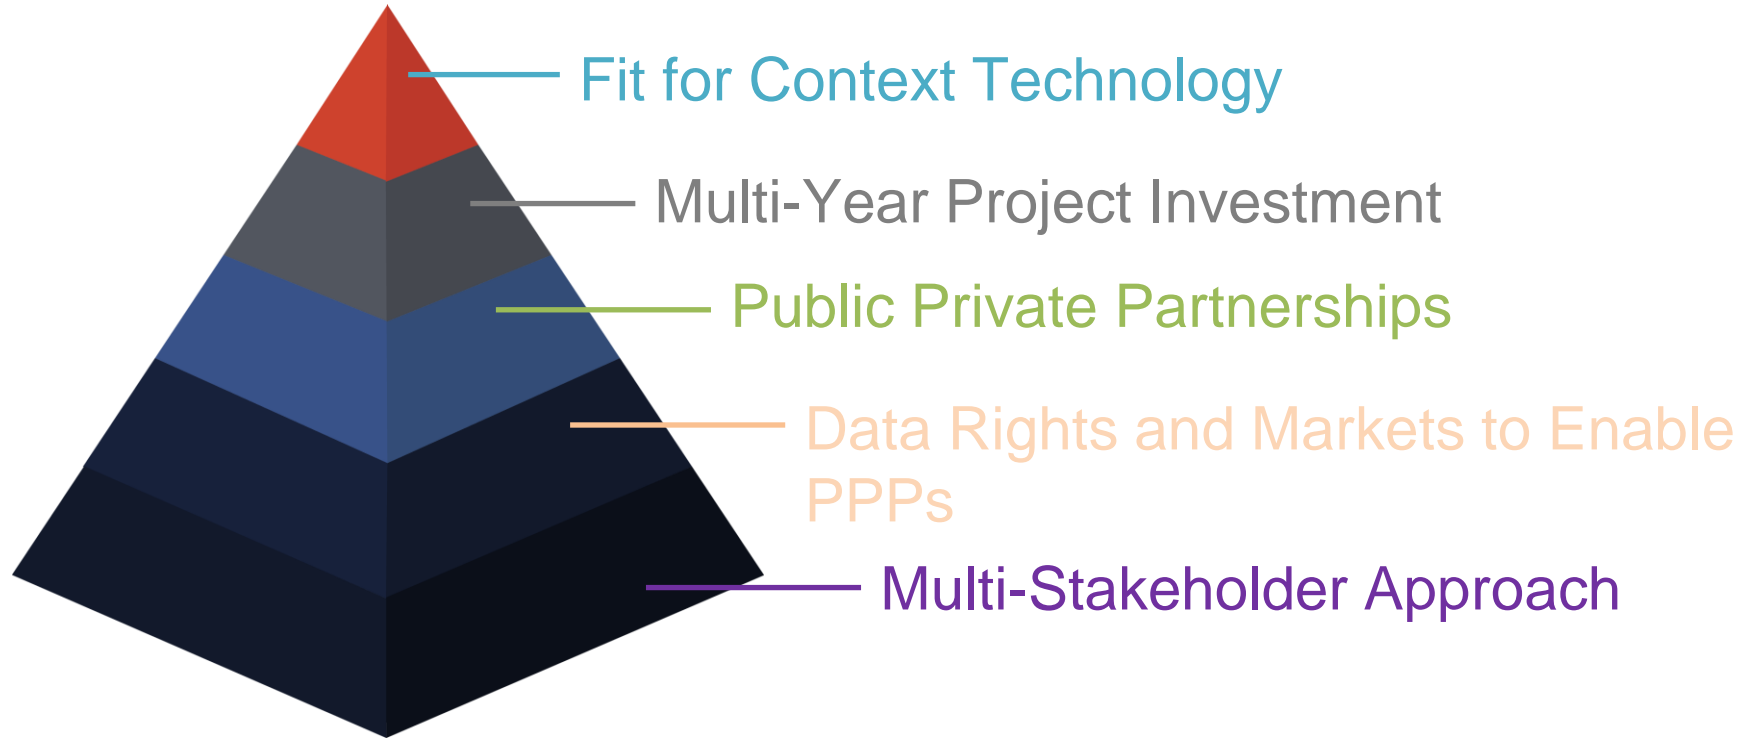 Fit for Context Technology
Multi-Year Project Investment
Public Private Partnerships
Data Rights and Markets to Enable
PPPs
Multi-Stakeholder Approach